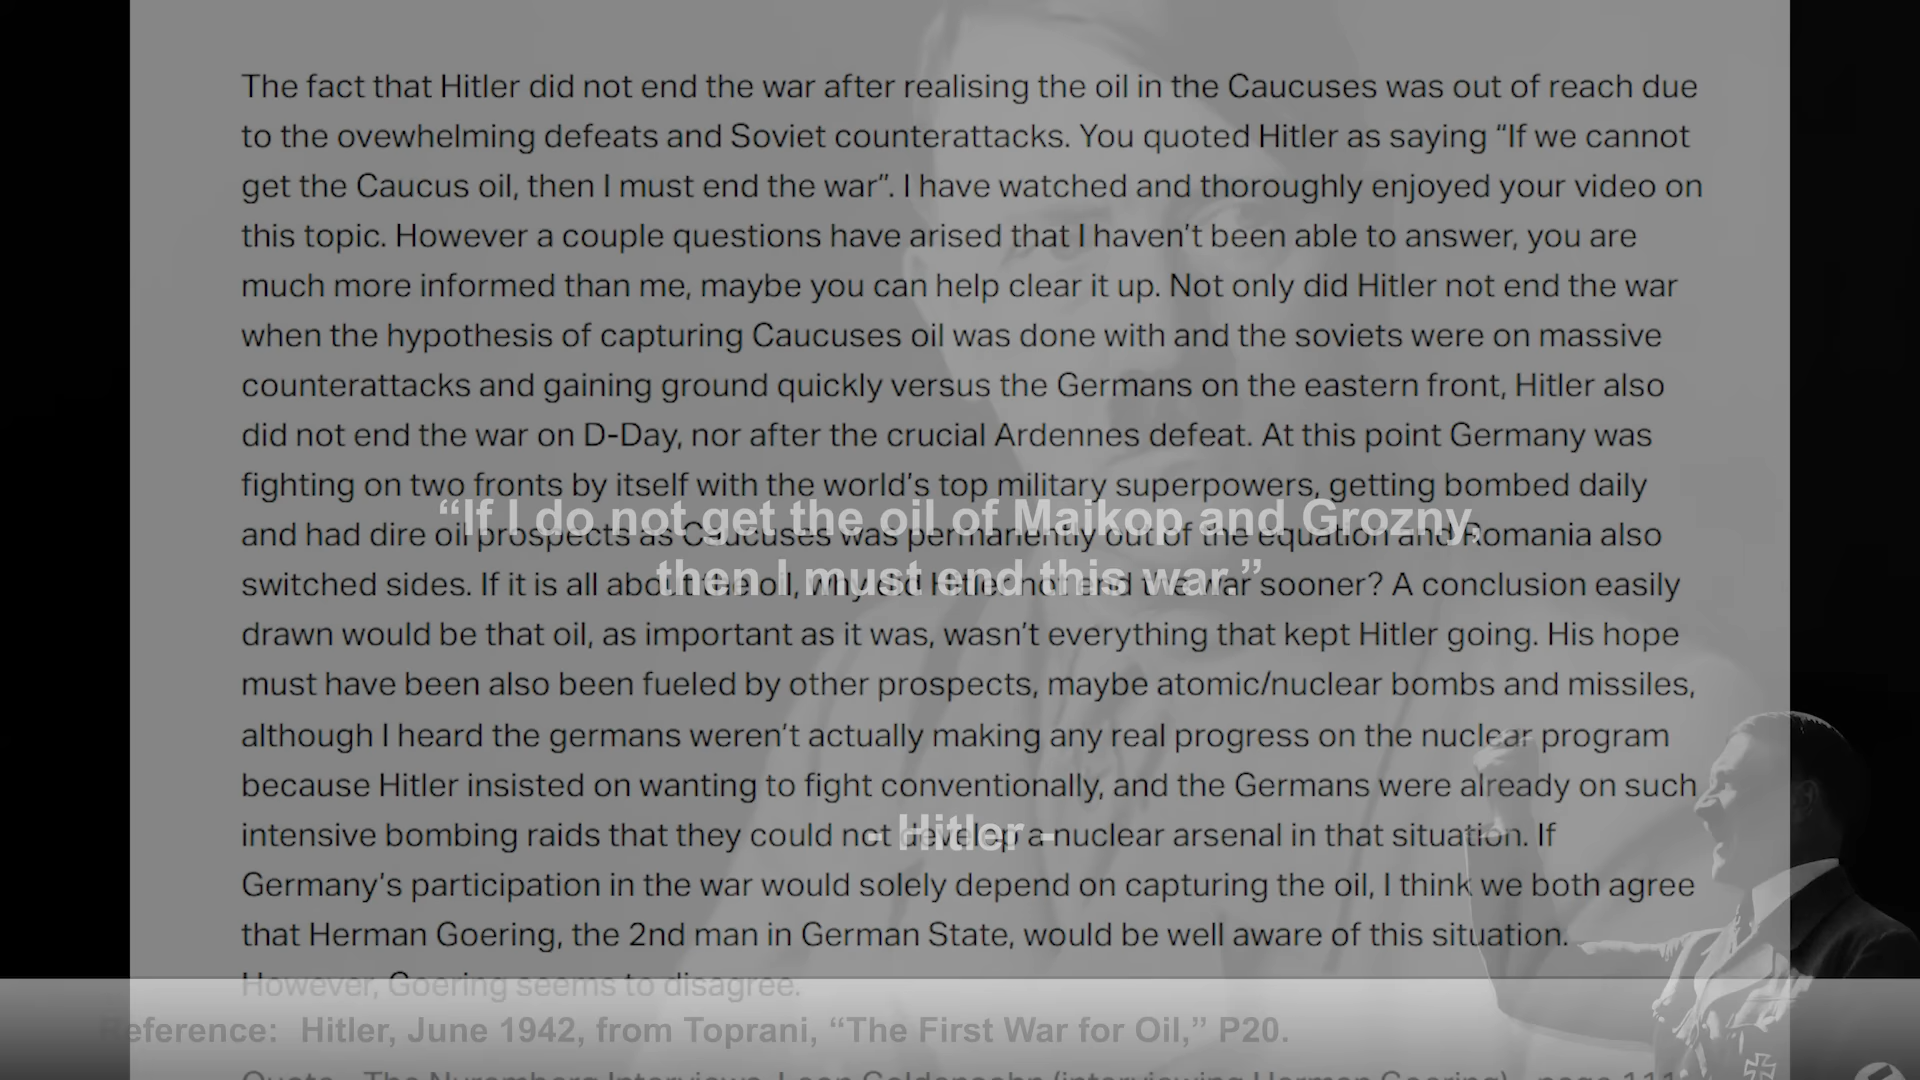 The fact that Hitler did not end the war after realising the oil in the Caucuses was out of reach due
to the ovewhelming defeats and Soviet counterattacks. You quoted Hitler as saying “If we cannot
get the Caucus oil, then I must end the war”. I have watched and thoroughly enjoyed your video on
this topic. However a couple questions have arised that I haven’t been able to answer, you are
much more informed than me, maybe you can help clear it up. Not only did Hitler not end the war
when the hypothesis of capturing Caucuses oil was done with and the soviets were on massive
counterattacks and gaining ground quickly versus the Germans on the eastern front, Hitler also
did not end the war on D-Day, nor after the crucial Ardennes defeat. At this point Germany was
fighting on two fronts by itself with the world’s top military superpowers, getting bombed daily
and had dire oil prospects as Caucuses was permanently out of the equation and Romania also
switched sides. If it is all about the oil, why did Hitler not end the war sooner? A conclusion easily
drawn would be that oil, as important as it was, wasn’t everything that kept Hitler going. His hope
must have been also been fueled by other prospects, maybe atomic/nuclear bombs and missiles,
although I heard the germans weren’t actually making any real progress on the nuclear program
because Hitler insisted on wanting to fight conventionally, and the Germans were already on such
intensive bombing raids that they could not develop a nuclear arsenal in that situation. If
Germany’s participation in the war would solely depend on capturing the oil, I think we both agree
that Herman Goering, the 2nd man in German State, would be well aware of this situation.
However, Goering seems to disagree.
“If I do not get the oil of Maikop and Grozny,
then I must end this war.”
- Hitler -
Reference: Hitler, June 1942, from Toprani, “The First War for Oil,” P20.
Quote - The Nuremberg Interviews, Leon Goldensohn (interviewing Herman Goering) - page 111